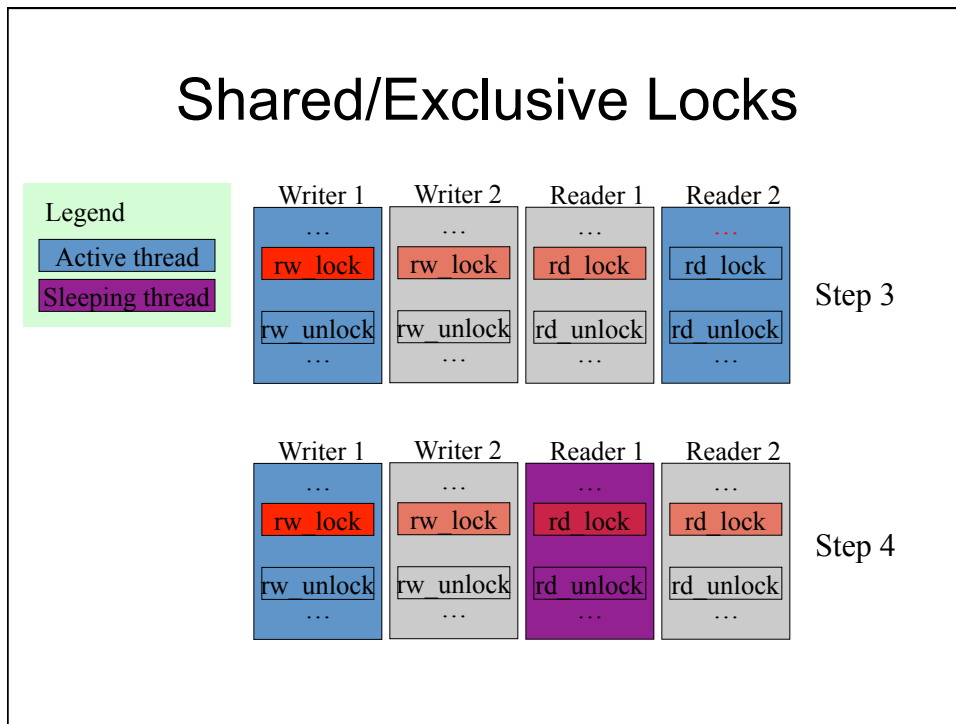 Shared/Exclusive Locks
Legend
Active thread
Sleeping thread
Writer 1 Writer 2 Reader 1 Reader 2
… … … …
rw_lock rw_lock rd_lock rd_lock
Step 3
rw_unlock rw_unlock rd_unlock rd_unlock
… … … …
Writer 1 Writer 2 Reader 1 Reader 2
… … … …
rw_lock rw_lock rd_lock rd_lock
Step 4
rw_unlock rw_unlock rd_unlock rd_unlock
… … … …